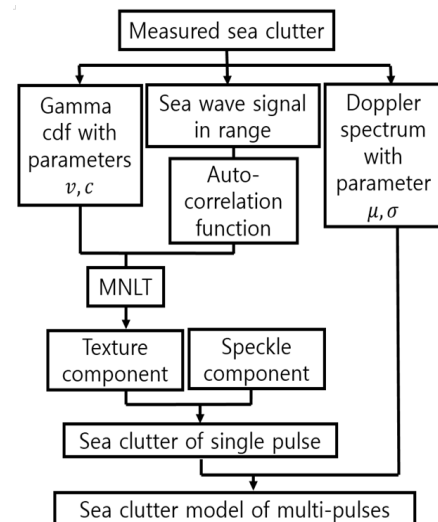 Measured sea clutter
Gamma
cdf with
parameters
v, c
Sea wave signal
in range
Doppler
spectrum
with
parameter
μ, σ
Auto-
correlation
function
MNLT
Texture
component
Speckle
component
Sea clutter of single pulse
Sea clutter model of multi-pulses